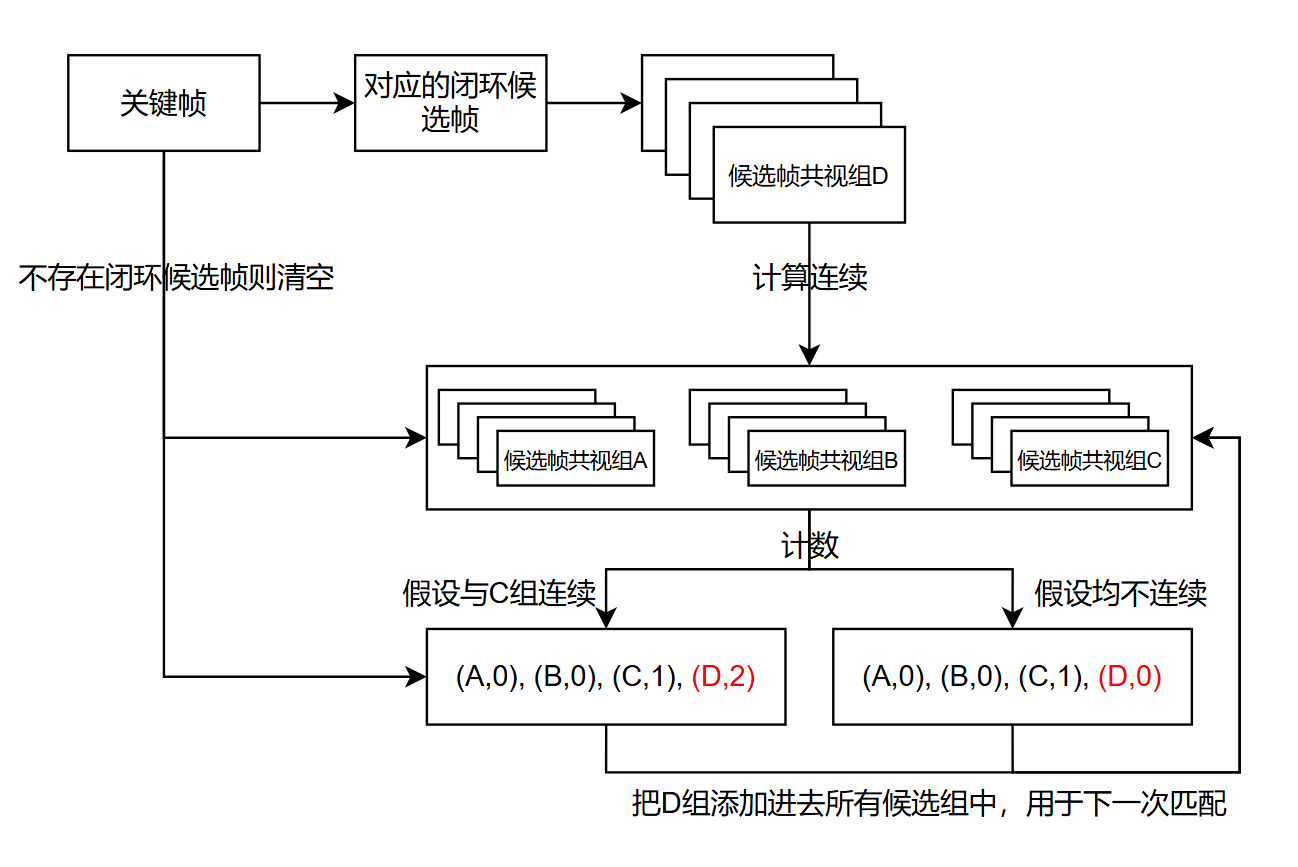 关键帧
对应的闭环候
选帧
候选帧共视组D
不存在闭环候选帧则清空
计算连续
候选帧共视组A
候选帧共视组B
候选帧共视组C
计数
假设与C组连续
假设均不连续
(A,0), (B,0), (C,1), (D,2)
(A,0), (B,0), (C,1), (D,0)
把D组添加进去所有候选组中，用于下一次匹配